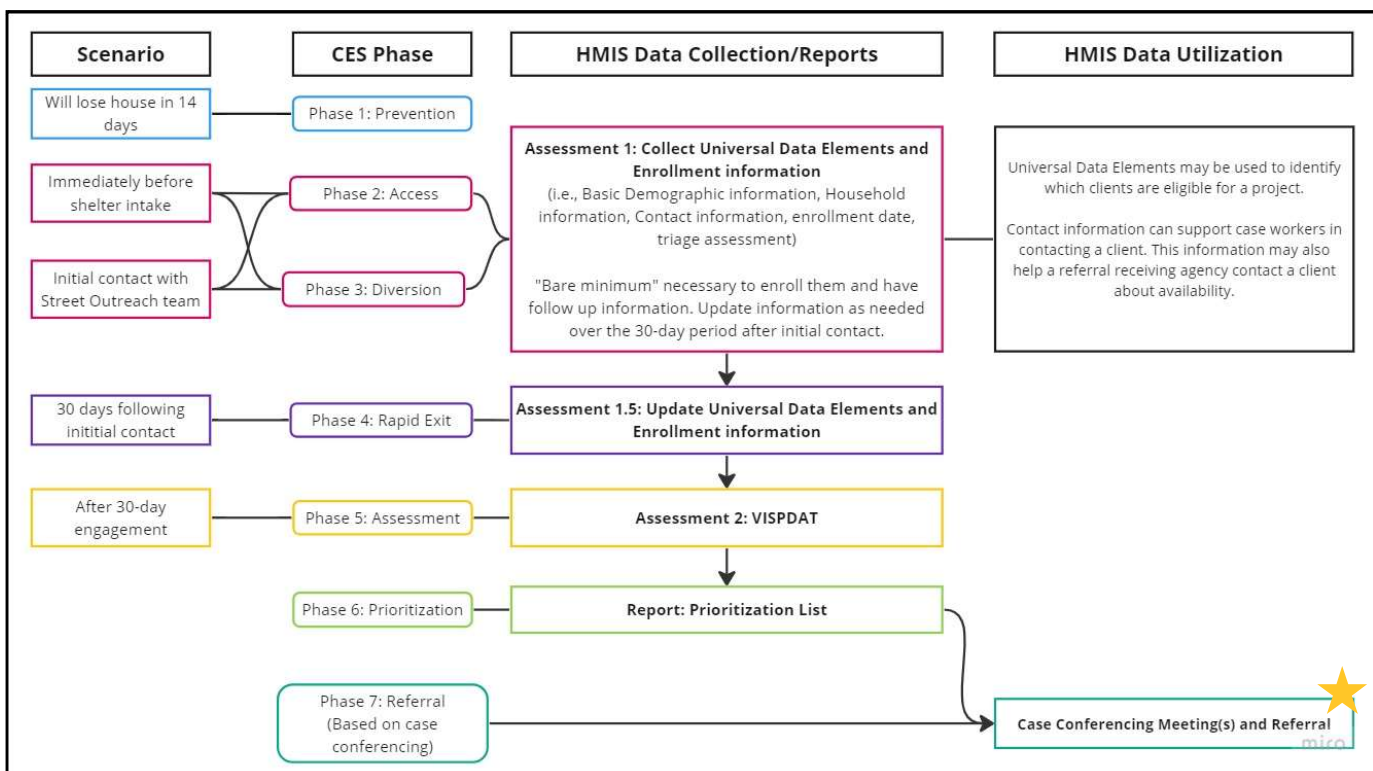 Scenario
CES Phase
HMIS Data Collection/Reports
HMIS Data Utilization
Will lose house in 14
days
Phase 1: Prevention
Immediately before
shelter intake
Phase 2: Access
Initial contact with
Street Outreach team
Phase 3: Diversion
Assessment 1: Collect Universal Data Elements and
Enrollment information
(i.e., Basic Demographic information, Household
information, Contact information, enrollment date,
triage assessment)
"Bare minimum" necessary to enroll them and have
follow up information. Update information as needed
over the 30-day period after initial contact.
Universal Data Elements may be used to identify
which clients are eligible for a project.
Contact information can support case workers in
contacting a client. This information may also
help a referral receiving agency contact a client
about availability.
30 days following
inititial contact
Phase 4: Rapid Exit
Assessment 1.5: Update Universal Data Elements and
Enrollment information
After 30-day
engagement
Phase 5: Assessment
Assessment 2: VISPDAT
Phase 6: Prioritization
Report: Prioritization List
Phase 7: Referral
(Based on case
conferencing)
Case Conferencing Meeting(s) and Referral
miro